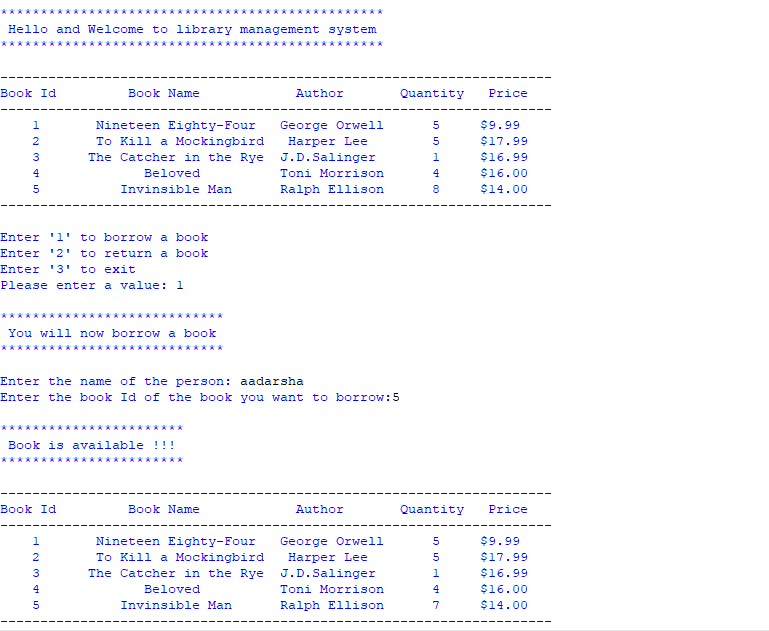 ************************************************
 Hello and Welcome to library management system
************************************************
---------------------------------------------------------------------
Book Id         Book Name            Author       Quantity   Price
---------------------------------------------------------------------
    1       Nineteen Eighty-Four   George Orwell      5     $9.99
    2       To Kill a Mockingbird   Harper Lee        5     $17.99
    3      The Catcher in the Rye  J.D.Salinger       1     $16.99
    4             Beloved          Toni Morrison      4     $16.00
    5          Invinsible Man      Ralph Ellison      8     $14.00
---------------------------------------------------------------------
Enter '1' to borrow a book
Enter '2' to return a book
Enter '3' to exit
Please enter a value: 1
****************************
 You will now borrow a book
****************************
Enter the name of the person: aadarsha
Enter the book Id of the book you want to borrow:5
***********************
 Book is available !!!
***********************
---------------------------------------------------------------------
Book Id         Book Name            Author       Quantity   Price
---------------------------------------------------------------------
    1       Nineteen Eighty-Four   George Orwell      5     $9.99
    2       To Kill a Mockingbird   Harper Lee        5     $17.99
    3      The Catcher in the Rye  J.D.Salinger       1     $16.99
    4             Beloved          Toni Morrison      4     $16.00
    5          Invinsible Man      Ralph Ellison      7     $14.00
---------------------------------------------------------------------